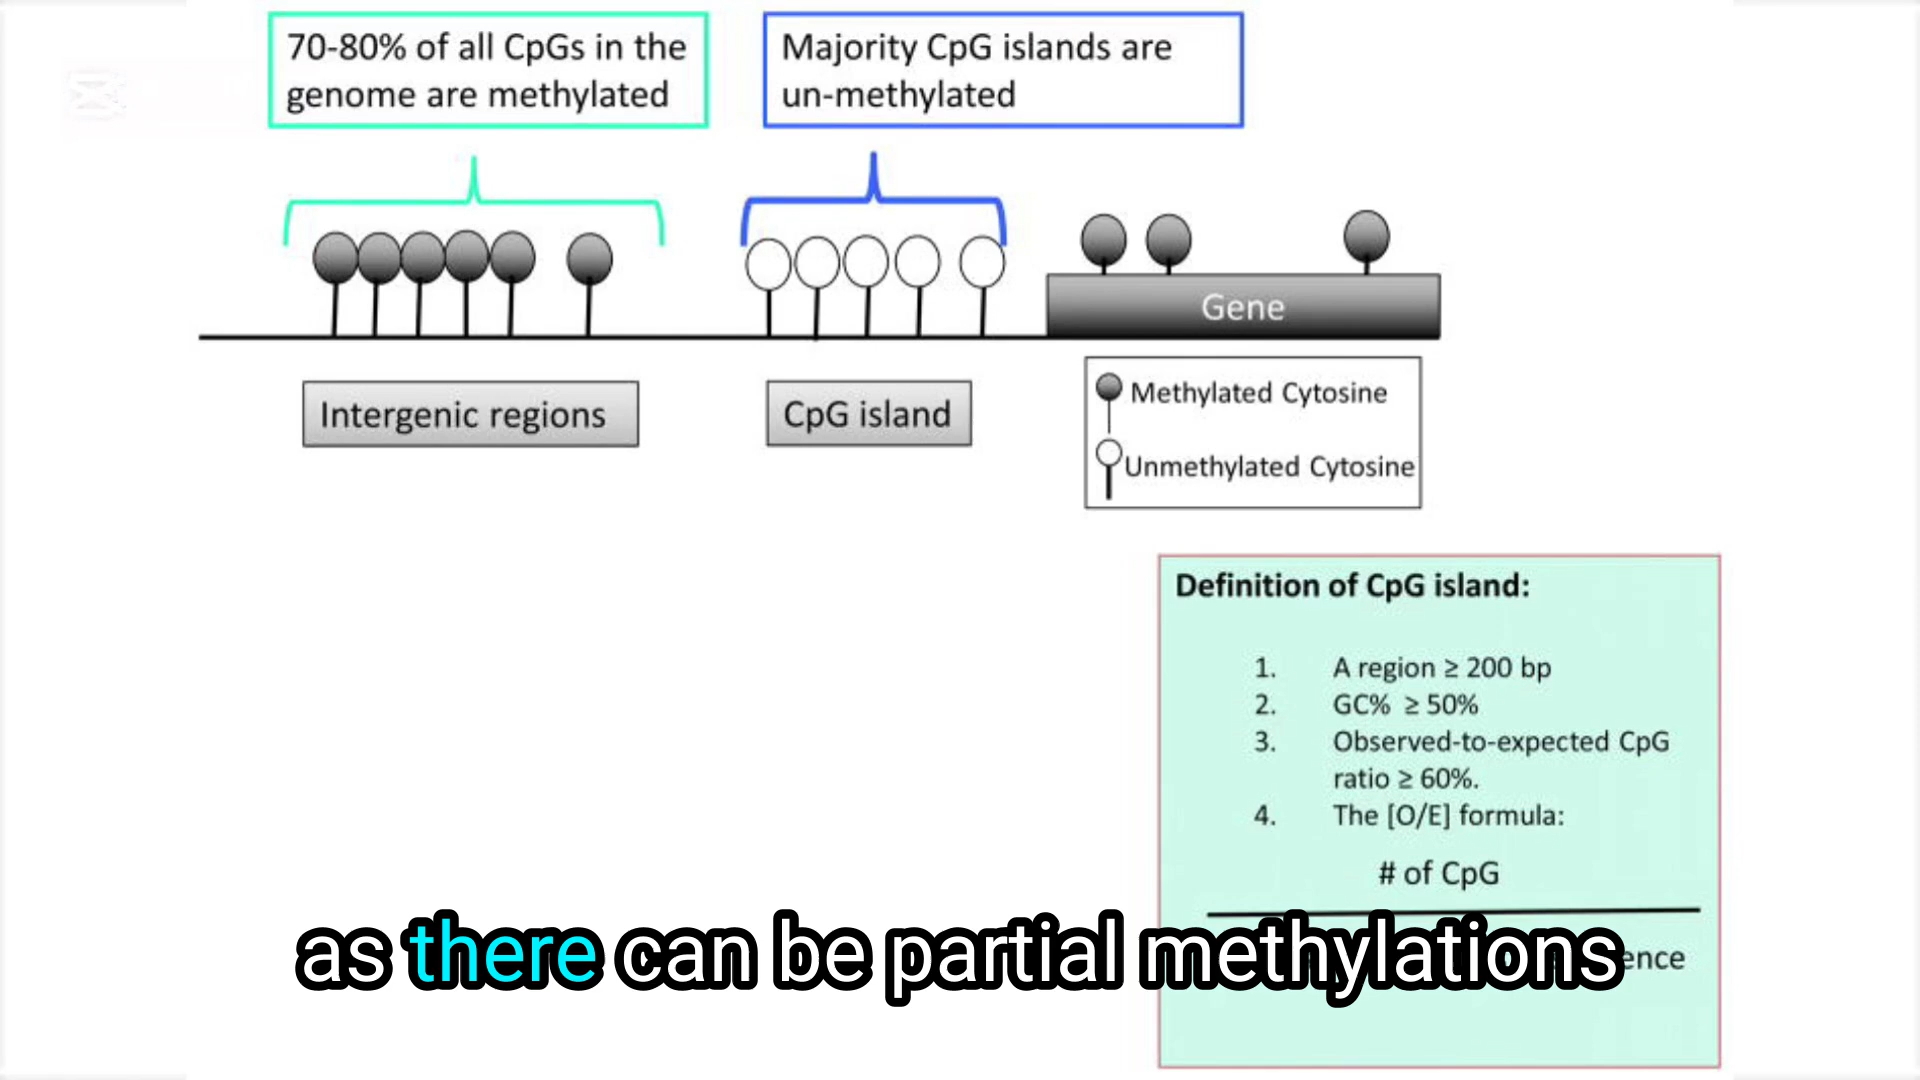 70-80% of all CpGs in the
genome are methylated
Majority CpG islands are
un-methylated
Gene
Intergenic regions
CpG island
Methylated Cytosine
Unmethylated Cytosine
Definition of CpG island:
1. A region ≥ 200 bp
2. GC% ≥ 50%
3. Observed-to-expected CpG
ratio ≥ 60%.
4. The [O/E] formula:
# of CpG
as there can be partial methylations